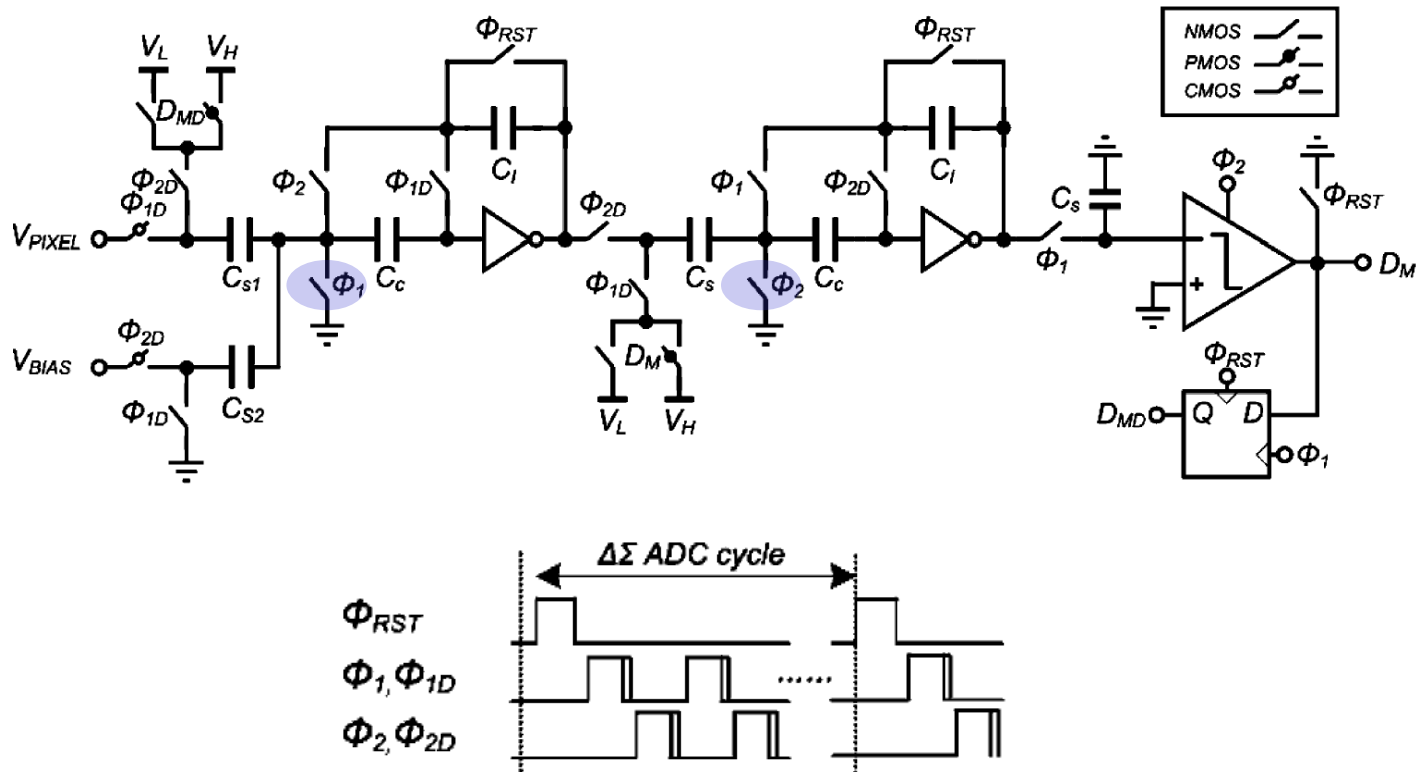 V_L V_H
D_MD
Φ_RST
Φ_RST
NMOS
PMOS
CMOS
Φ_2D
Φ_1D
V_PIXEL
C_s1
Φ_2
Φ_1
C_c
Φ_1D
C_I
Φ_2D
Φ_1D
C_s
Φ_1
Φ_2
C_c
Φ_2D
C_I
Φ_1
C_s
Φ_2
+
Φ_RST
D_M
V_BIAS
Φ_2D
Φ_1D
C_S2
D_M
V_L V_H
Φ_RST
D_MD Q D
Φ_1
ΔΣ ADC cycle
Φ_RST
Φ_1, Φ_1D
Φ_2, Φ_2D
......